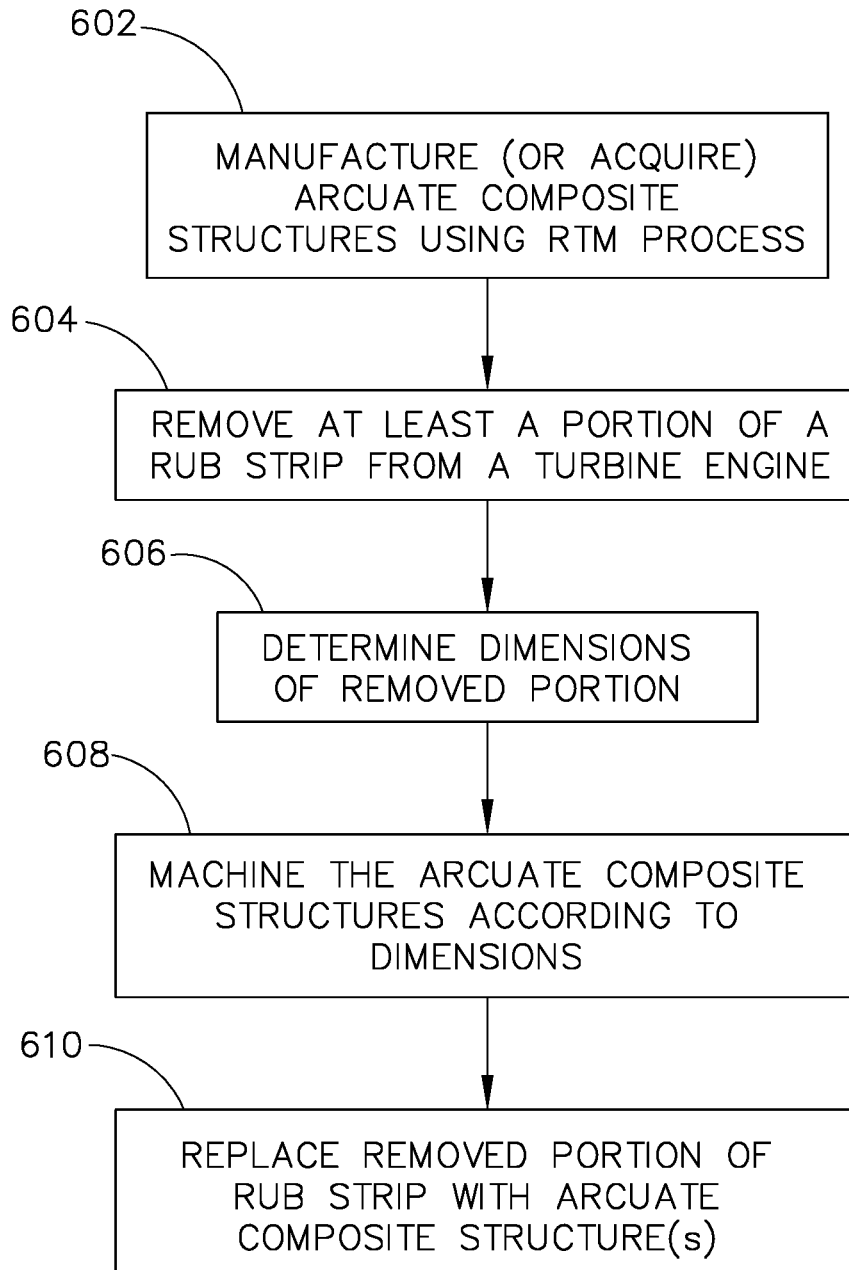 602
MANUFACTURE (OR ACQUIRE)
ARCUATE COMPOSITE
STRUCTURES USING RTM PROCESS
604
REMOVE AT LEAST A PORTION OF A
RUB STRIP FROM A TURBINE ENGINE
606
DETERMINE DIMENSIONS
OF REMOVED PORTION
608
MACHINE THE ARCUATE COMPOSITE
STRUCTURES ACCORDING TO
DIMENSIONS
610
REPLACE REMOVED PORTION OF
RUB STRIP WITH ARCUATE
COMPOSITE STRUCTURE(s)